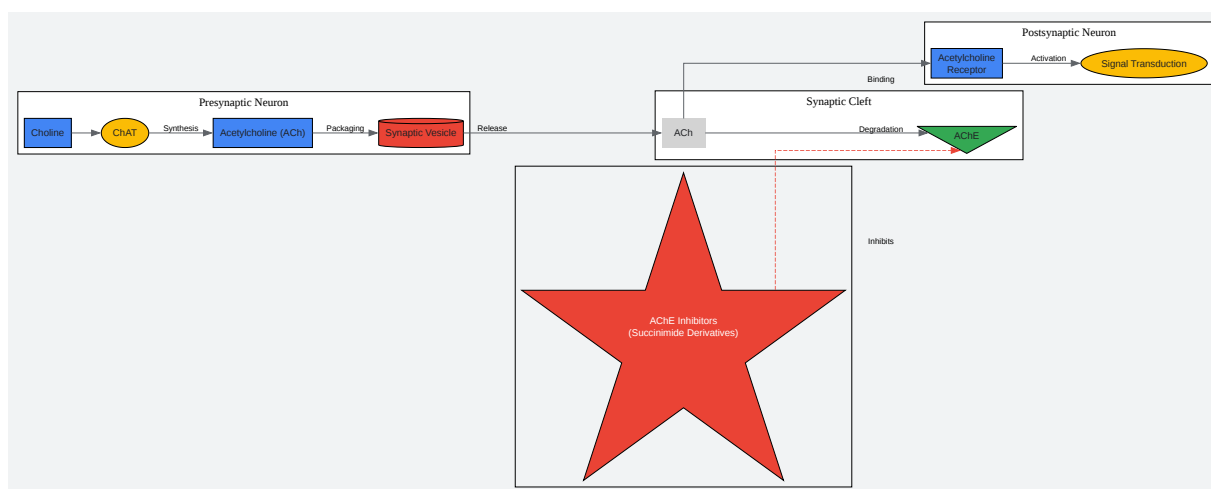 Postsynaptic Neuron
Acetylcholine
Receptor
Activation
Signal Transduction
Binding
Presynaptic Neuron
Choline
ChAT
Synthesis
Acetylcholine (ACh)
Packaging
Synaptic Vesicle
Release
Synaptic Cleft
ACh
Degradation
AChE
Inhibits
AChE Inhibitors
(Succinimide Derivatives)